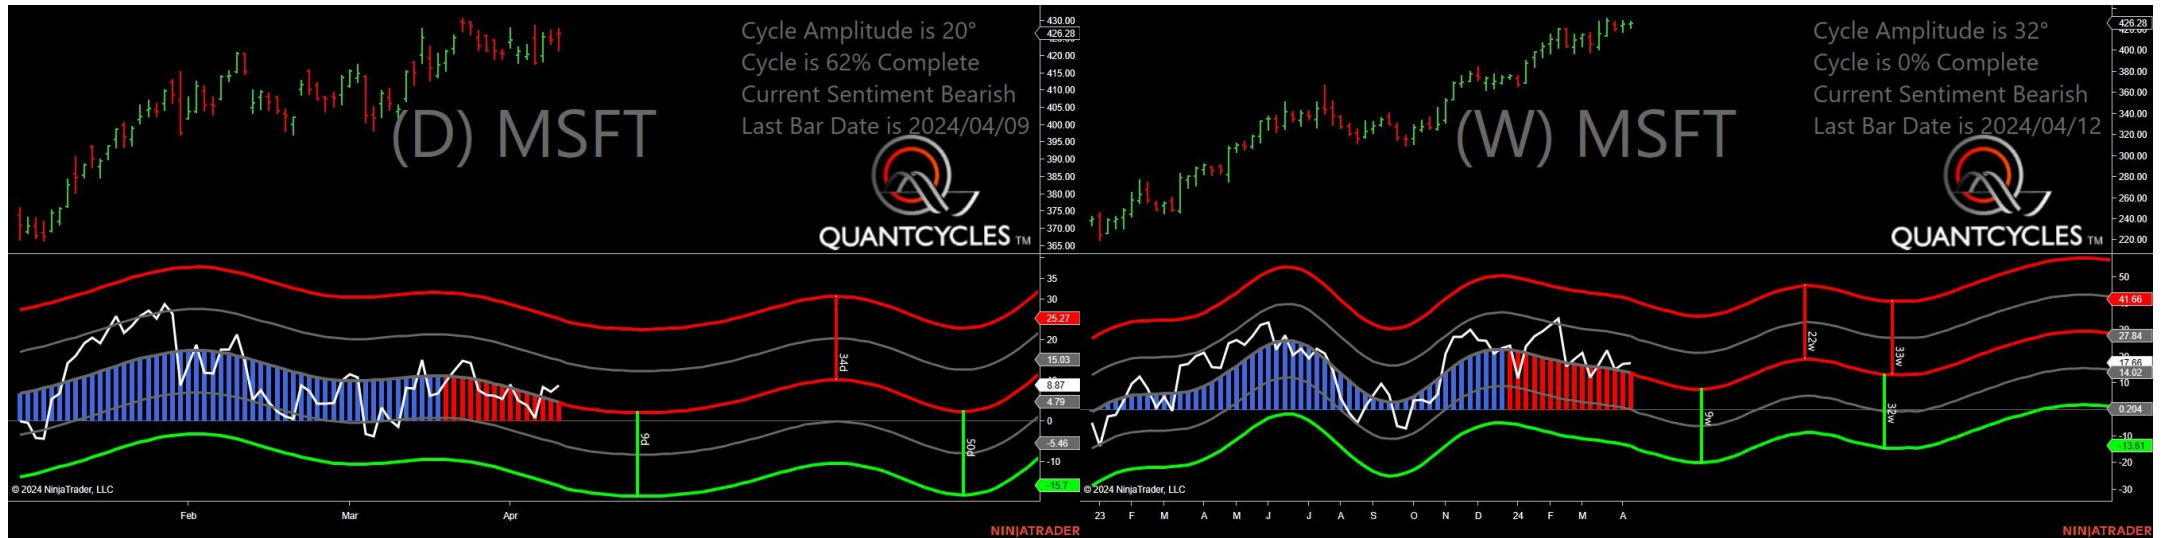 Cycle Amplitude is 20°
Cycle is 62% Complete
Current Sentiment Bearish
Last Bar Date is 2024/04/09
(D) MSFT
QUANTCYCLES TM
430.00
426.28
420.00
415.00
410.00
405.00
400.00
395.00
390.00
385.00
380.00
375.00
370.00
365.00
35
30
25.27
20
15.03
8.87
4.79
0
-5.46
-10
-15.7
34d
9d
50d
© 2024 NinjaTrader, LLC
Feb
Mar
Apr
NINJATRADER
Cycle Amplitude is 32°
Cycle is 0% Complete
Current Sentiment Bearish
Last Bar Date is 2024/04/12
(W) MSFT
QUANTCYCLES TM
426.28
400.00
380.00
360.00
340.00
320.00
300.00
280.00
260.00
240.00
220.00
50
41.66
27.84
17.66
14.02
10
0.204
-10
-13.61
-20
-30
22w
33w
9w
32w
© 2024 NinjaTrader, LLC
23 F M A M J J A S O N D 24 F M A
NINJATRADER